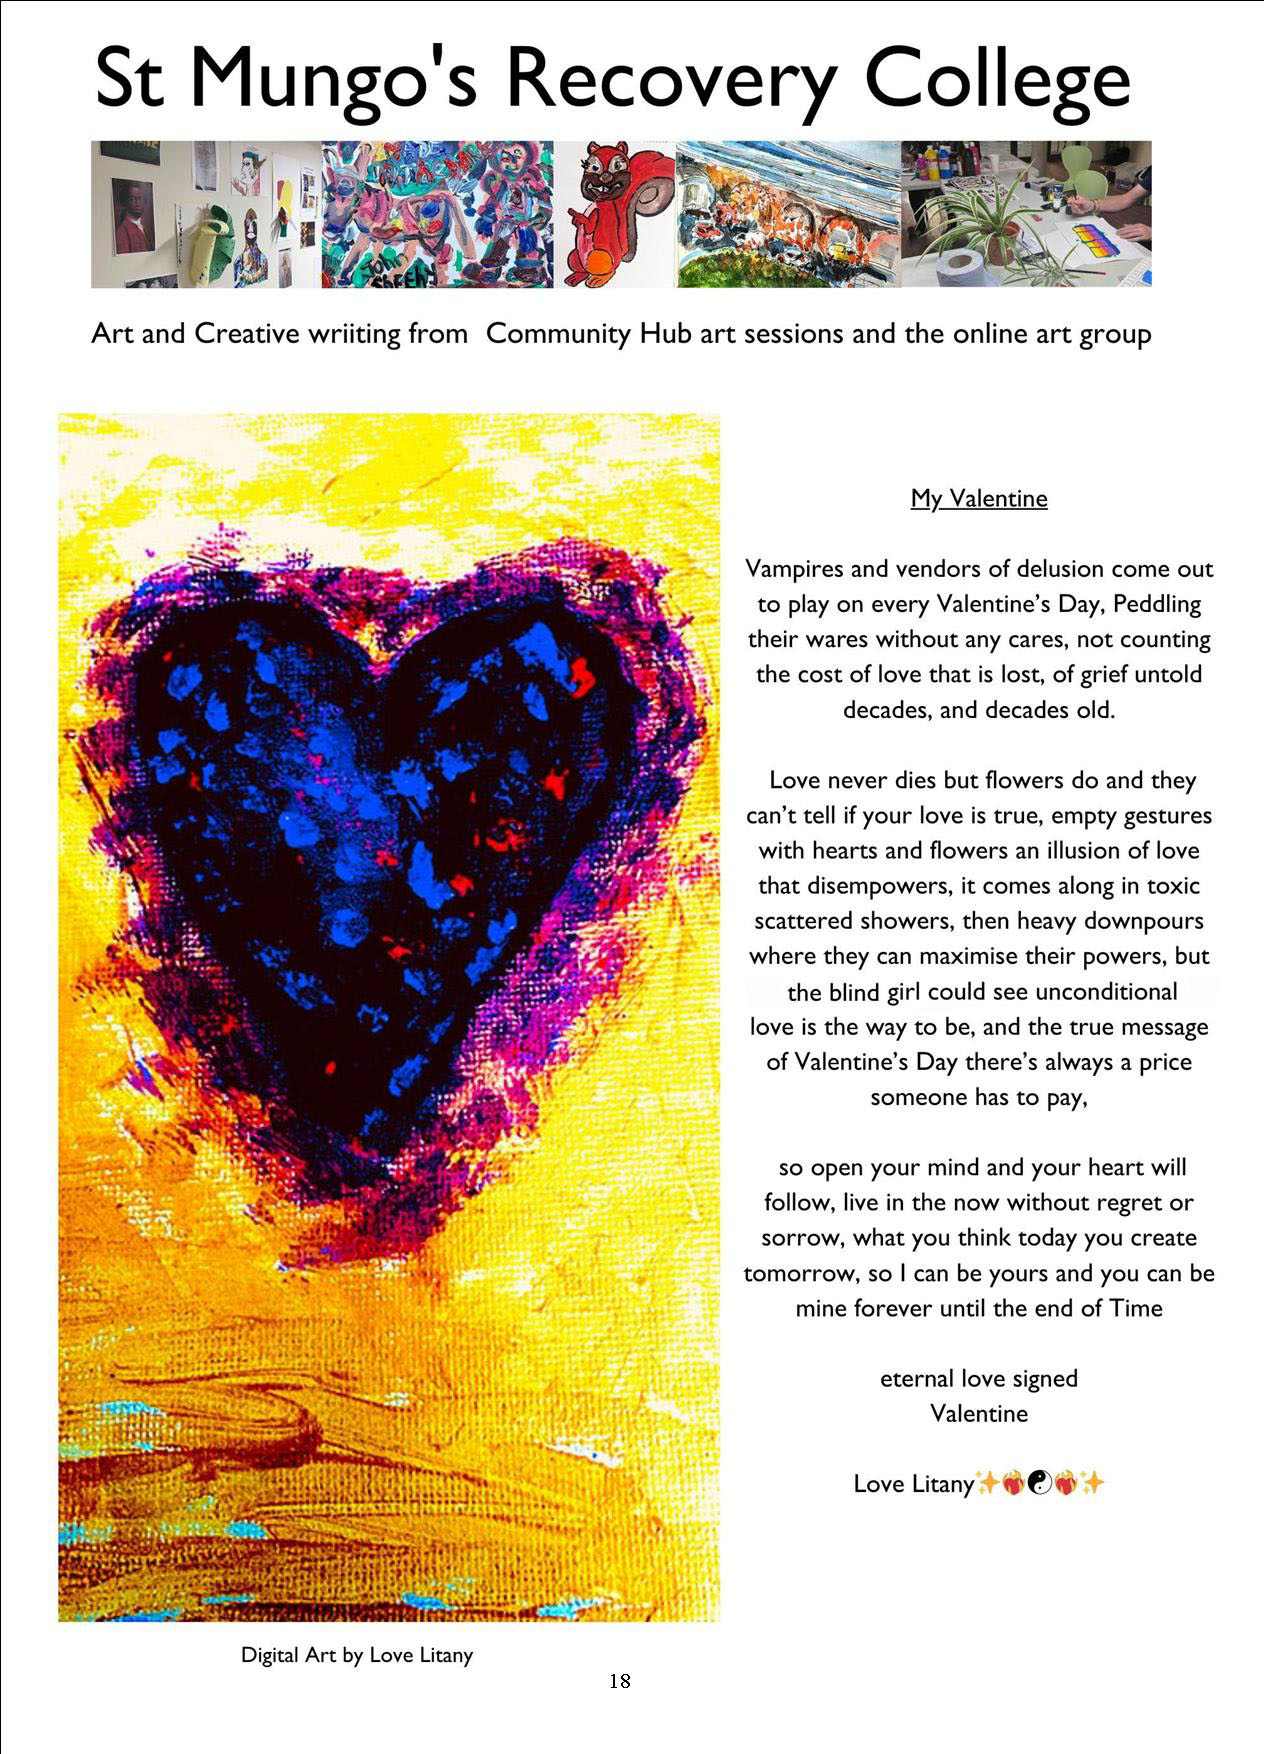 St Mungo's Recovery College
JOHN
SHEEHY
Art and Creative wriiting from Community Hub art sessions and the online art group
My Valentine
Vampires and vendors of delusion come out
to play on every Valentine’s Day, Peddling
their wares without any cares, not counting
the cost of love that is lost, of grief untold
decades, and decades old.
Love never dies but flowers do and they
can’t tell if your love is true, empty gestures
with hearts and flowers an illusion of love
that disempowers, it comes along in toxic
scattered showers, then heavy downpours
where they can maximise their powers, but
the blind girl could see unconditional
love is the way to be, and the true message
of Valentine’s Day there’s always a price
someone has to pay,
so open your mind and your heart will
follow, live in the now without regret or
sorrow, what you think today you create
tomorrow, so I can be yours and you can be
mine forever until the end of Time
eternal love signed
Valentine
Love Litany✨❤️‍🔥☯️❤️‍🔥✨
Digital Art by Love Litany
18